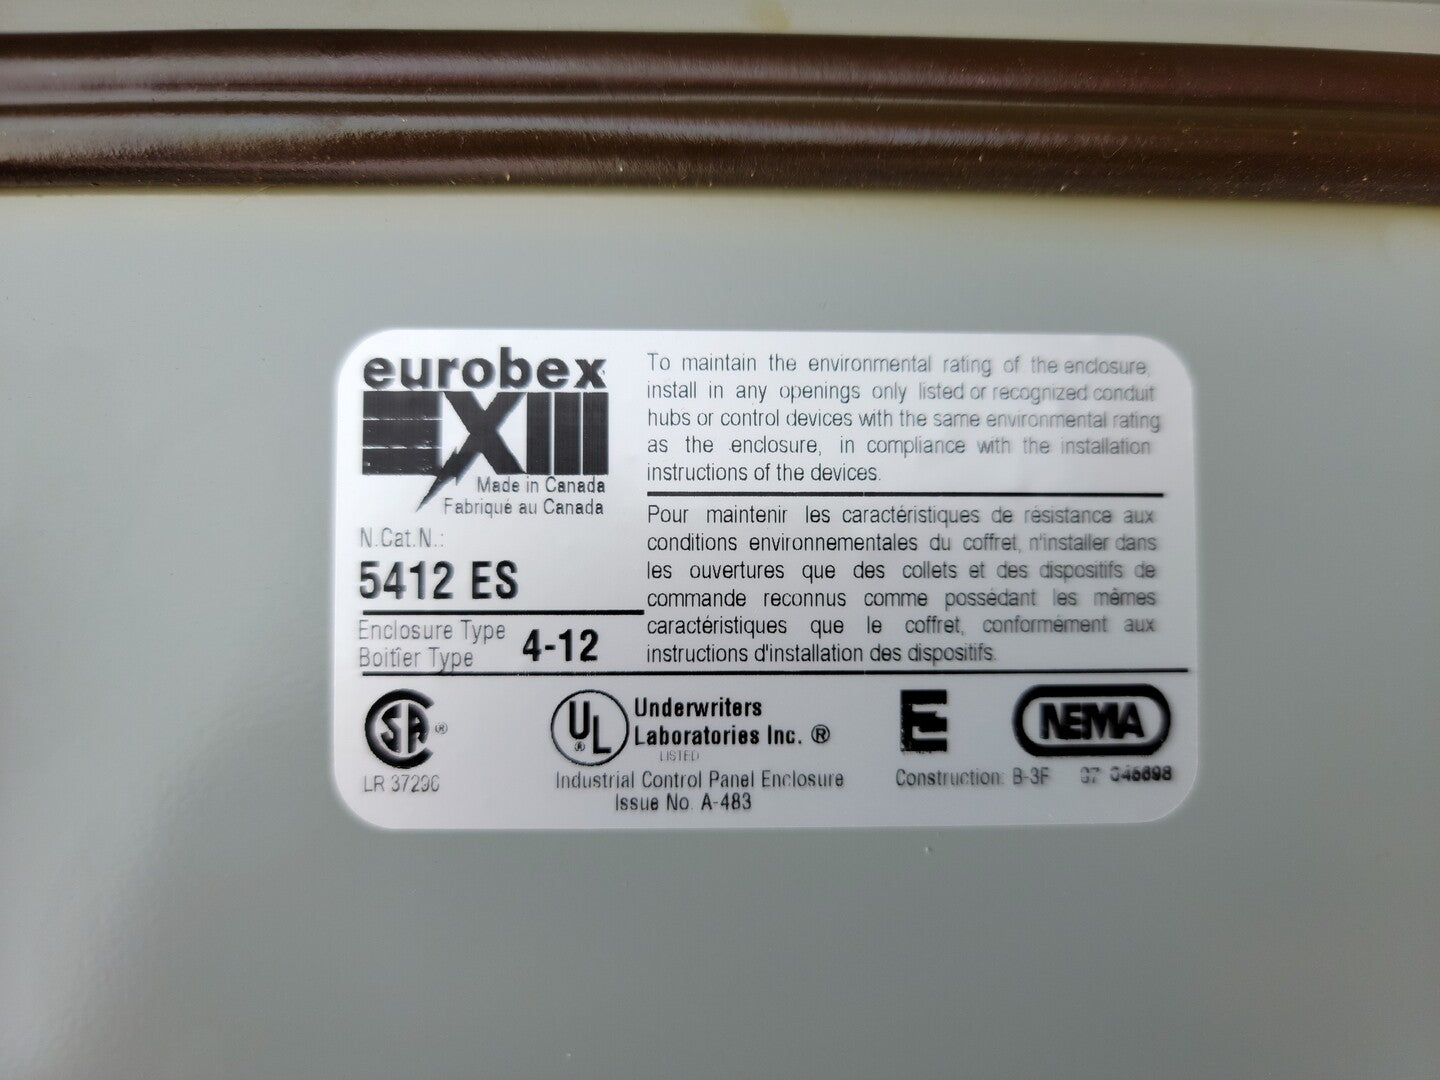 eurobex
EXIII
Made in Canada
Fabriqué au Canada
N.Cat.N.:
5412 ES
Enclosure Type
Boitier Type
4-12
To maintain the environmental rating of the enclosure,
install in any openings only listed or recognized conduit
hubs or control devices with the same environmental rating
as the enclosure, in compliance with the installation
instructions of the devices.
Pour maintenir les caractéristiques de résistance aux
conditions environnementales du coffret, n'installer dans
les ouvertures que des collets et des dispositifs de
commande reconnus comme possédant les mêmes
caractéristiques que le coffret, conformément aux
instructions d'installation des dispositifs.
CSA ®
LR
UL ®
Underwriters
Laboratories Inc. ®
LISTED
Industrial Control Panel Enclosure
Issue No. A-483
E
NEMA
Construction: B-3F